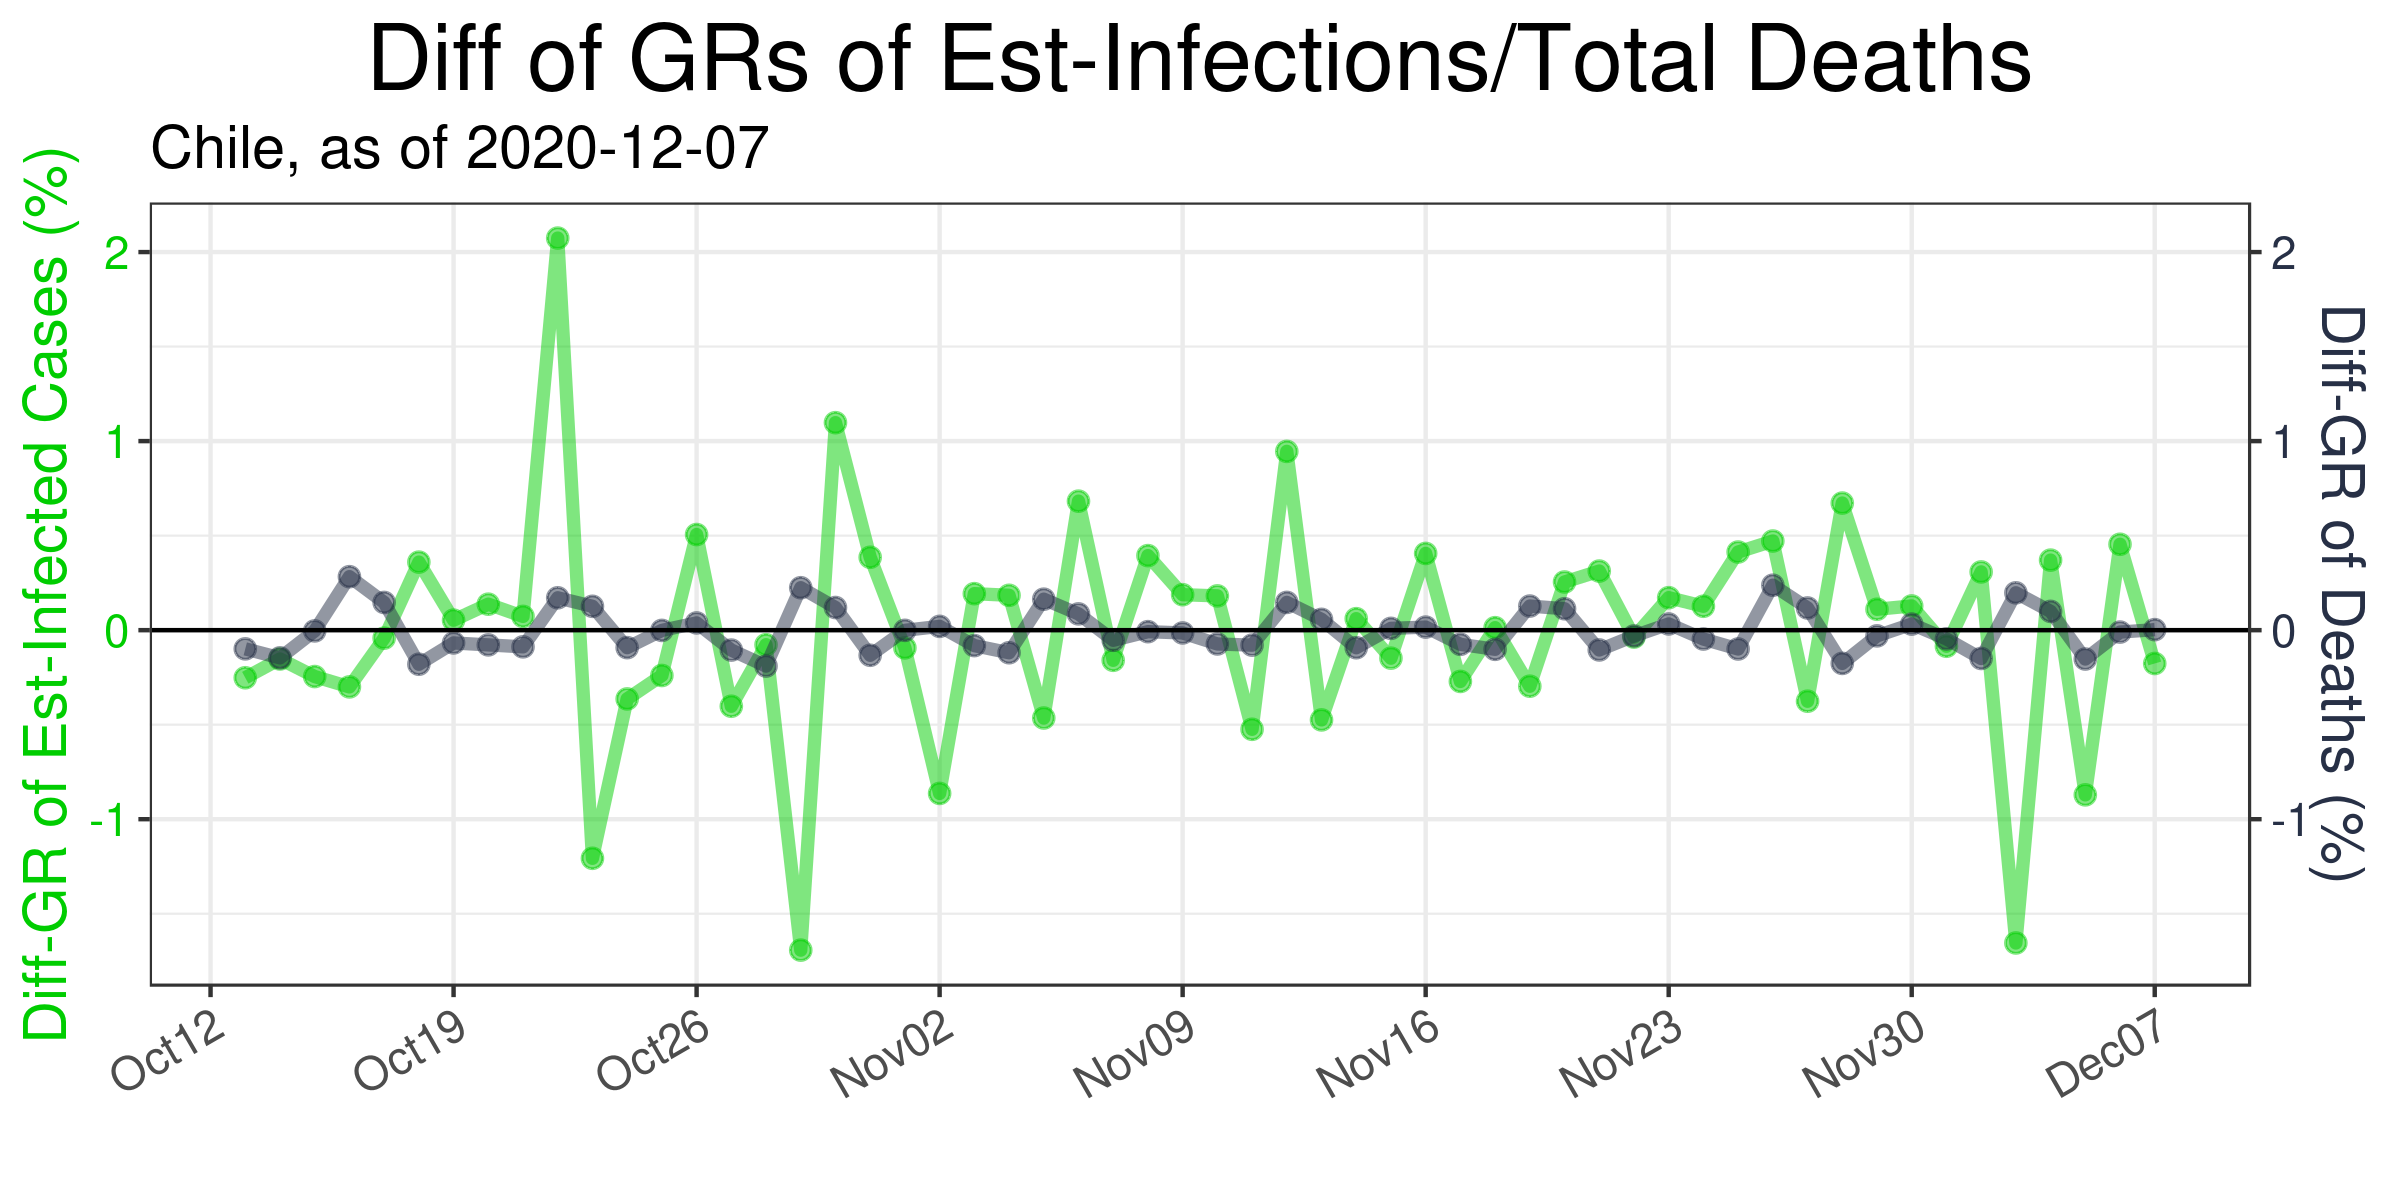 Diff of GRs of Est-Infections/Total Deaths
Chile, as of 2020-12-07
Diff-GR of Est-Infected Cases (%)
2
1
0
-1
2
1
0
-1
Diff-GR of Deaths (%)
Oct12
Oct19
Oct26
Nov02
Nov09
Nov16
Nov23
Nov30
Dec07